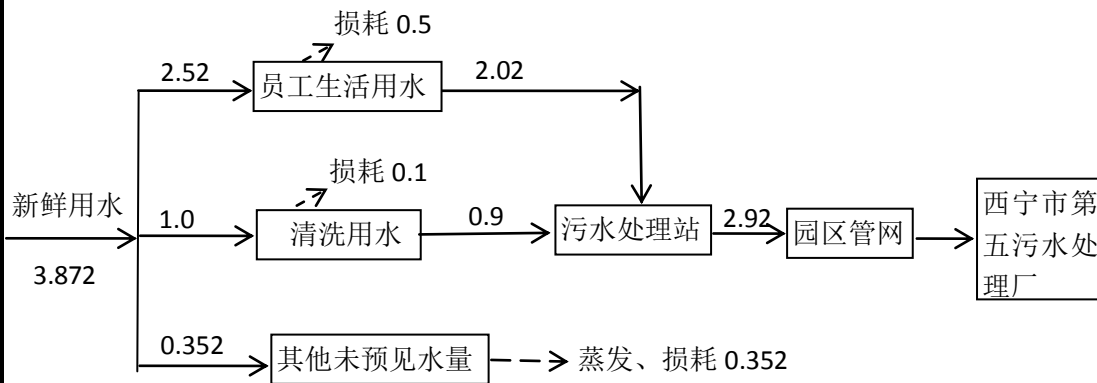 损耗 0.5
2.52
员工生活用水
2.02
损耗 0.1
新鲜用水
3.872
1.0
清洗用水
0.9
污水处理站
2.92
园区管网
西宁市第
五污水处
理厂
0.352
其他未预见水量
蒸发、损耗 0.352